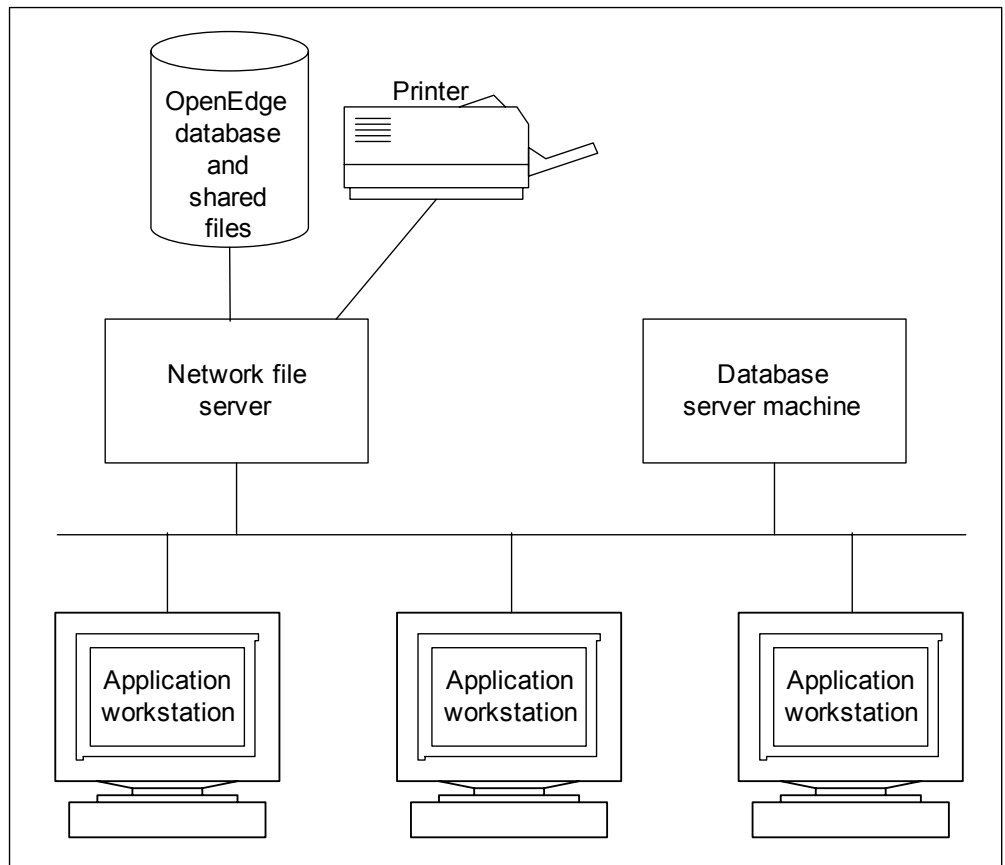 OpenEdge
database
and
shared
files
Printer
Network file
server
Database
server machine
Application
workstation
Application
workstation
Application
workstation